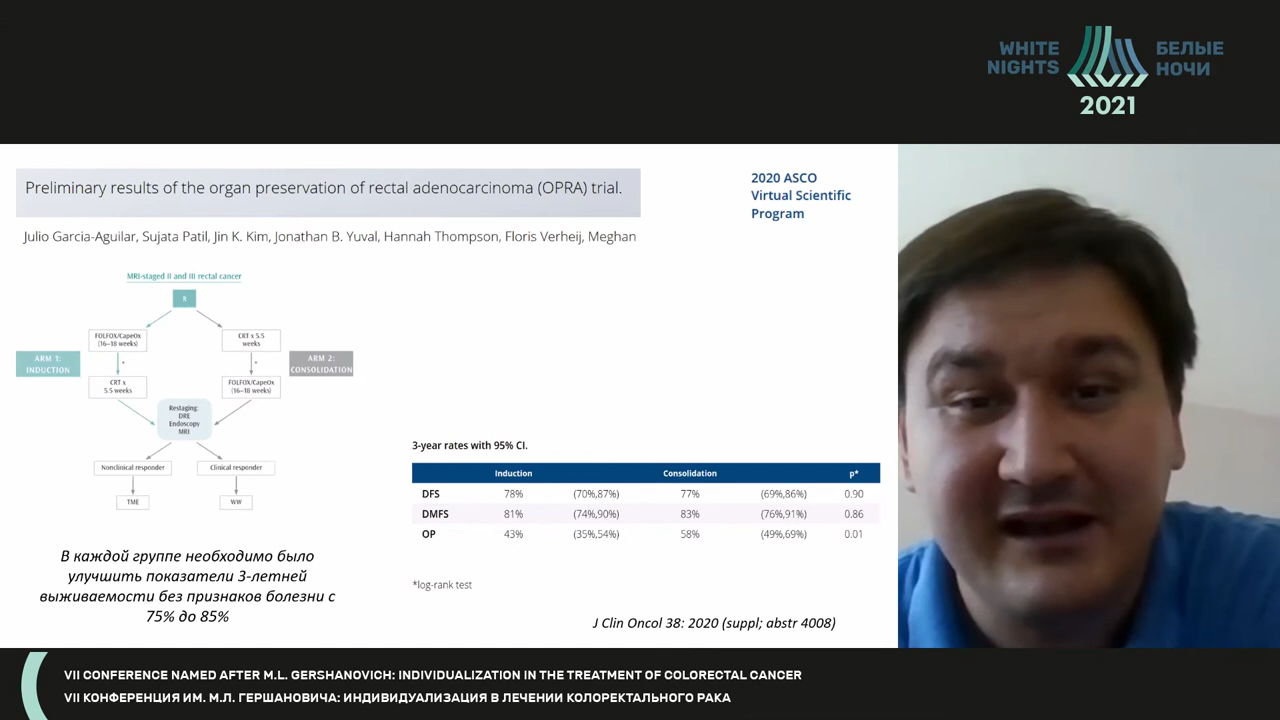 WHITE NIGHTS
БЕЛЫЕ НОЧИ
2021
Preliminary results of the organ preservation of rectal adenocarcinoma (OPRA) trial.
2020 ASCO
Virtual Scientific
Program
Julio Garcia-Aguilar, Sujata Patil, Jin K. Kim, Jonathan B. Yuval, Hannah Thompson, Floris Verheij, Meghan
MRI-staged II and III rectal cancer
R
FOLFOX/CapeOx
(16–18 weeks)
CRT x 5.5
weeks
ARM 1:
INDUCTION
ARM 2:
CONSOLIDATION
CRT x
5.5 weeks
FOLFOX/CapeOx
(16–18 weeks)
Restaging:
DRE
Endoscopy
MRI
Nonclinical responder
Clinical responder
TME
WW
3-year rates with 95% CI.
Induction Consolidation p*
DFS 78% (70%,87%) 77% (69%,86%) 0.90
DMFS 81% (74%,90%) 83% (76%,91%) 0.86
OP 43% (35%,54%) 58% (49%,69%) 0.01
*log-rank test
В каждой группе необходимо было
улучшить показатели 3-летней
выживаемости без признаков болезни с
75% до 85%
J Clin Oncol 38: 2020 (suppl; abstr 4008)
VII CONFERENCE NAMED AFTER M.L. GERSHANOVICH: INDIVIDUALIZATION IN THE TREATMENT OF COLORECTAL CANCER
VII КОНФЕРЕНЦИЯ ИМ. М.Л. ГЕРШАНОВИЧА: ИНДИВИДУАЛИЗАЦИЯ В ЛЕЧЕНИИ КОЛОРЕКТАЛЬНОГО РАКА